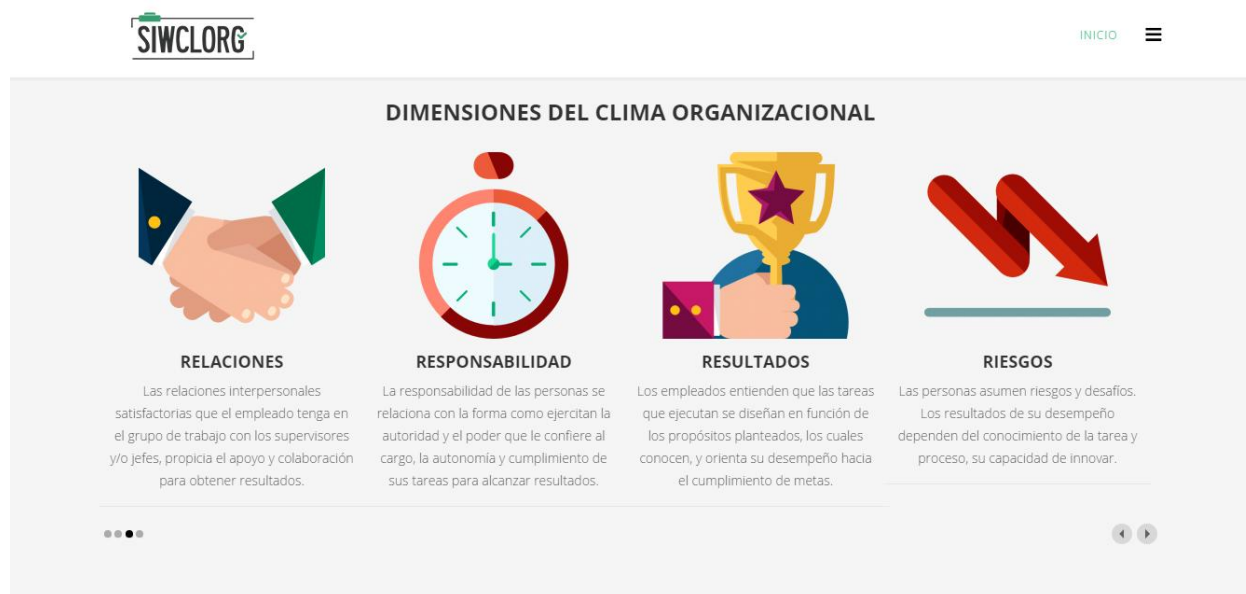 SIWCLORG
INICIO
DIMENSIONES DEL CLIMA ORGANIZACIONAL
RELACIONES
Las relaciones interpersonales
satisfactorias que el empleado tenga en
el grupo de trabajo con los supervisores
y/o jefes, propicia el apoyo y colaboración
para obtener resultados.
RESPONSABILIDAD
La responsabilidad de las personas se
relaciona con la forma como ejercitan la
autoridad y el poder que le confiere al
cargo, la autonomía y cumplimiento de
sus tareas para alcanzar resultados.
RESULTADOS
Los empleados entienden que las tareas
que ejecutan se diseñan en función de
los propósitos planteados, los cuales
conocen, y orienta su desempeño hacia
el cumplimiento de metas.
RIESGOS
Las personas asumen riesgos y desafíos.
Los resultados de su desempeño
dependen del conocimiento de la tarea y
proceso, su capacidad de innovar.